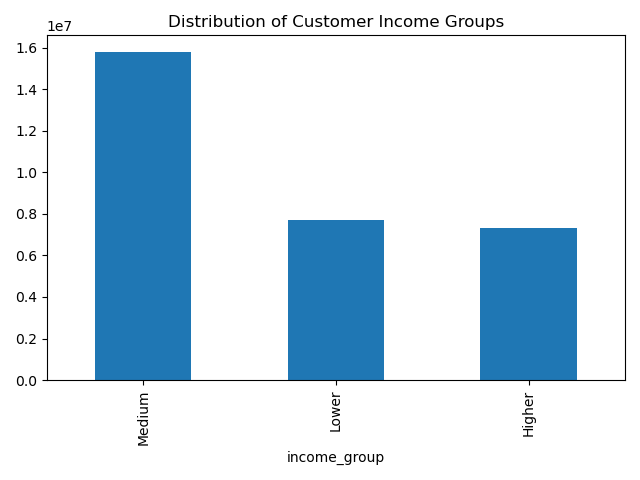 Distribution of Customer Income Groups
1e7
1.6
1.4
1.2
1.0
0.8
0.6
0.4
0.2
0.0
Medium
Lower
Higher
income_group